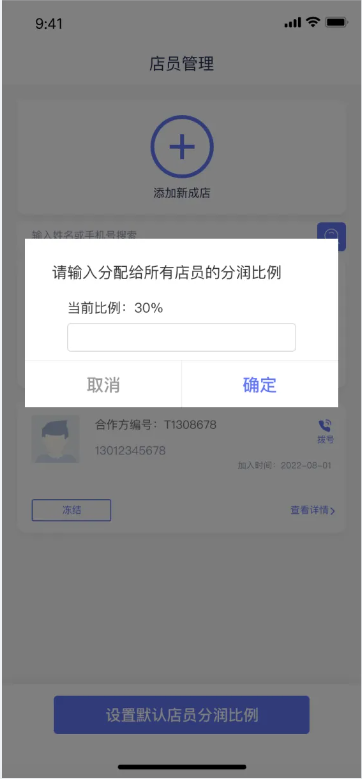 9:41
店员管理
添加新成店
输入姓名或手机号搜索
请输入分配给所有店员的分润比例
当前比例：30%
取消
确定
合作方编号：T1308678
13012345678
拨号
加入时间：2022-08-01
冻结
查看详情>
设置默认店员分润比例